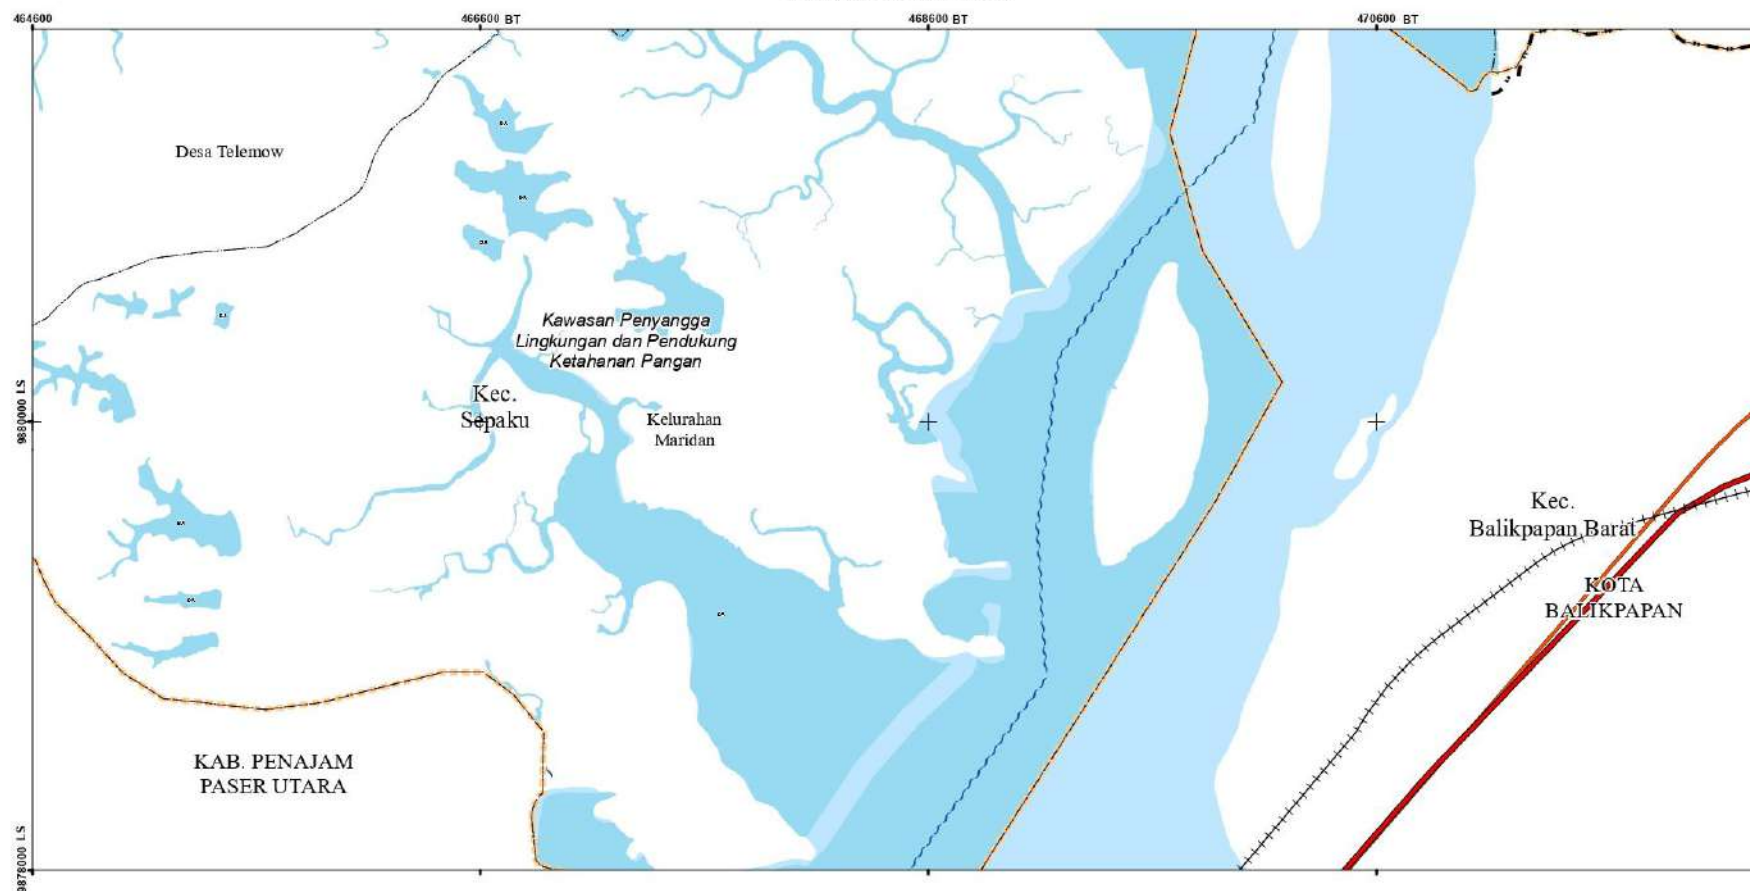 464600
466600 BT
468600 BT
470600 BT
Desa Telemow
Kawasan Penyangga
Lingkungan dan Pendukung
Ketahanan Pangan
Kec.
Sepaku
Kelurahan
Maridan
9880000 LS
Kec.
Balikpapan Barat
KOTA
BALIKPAPAN
KAB. PENAJAM
PASER UTARA
9878000 LS